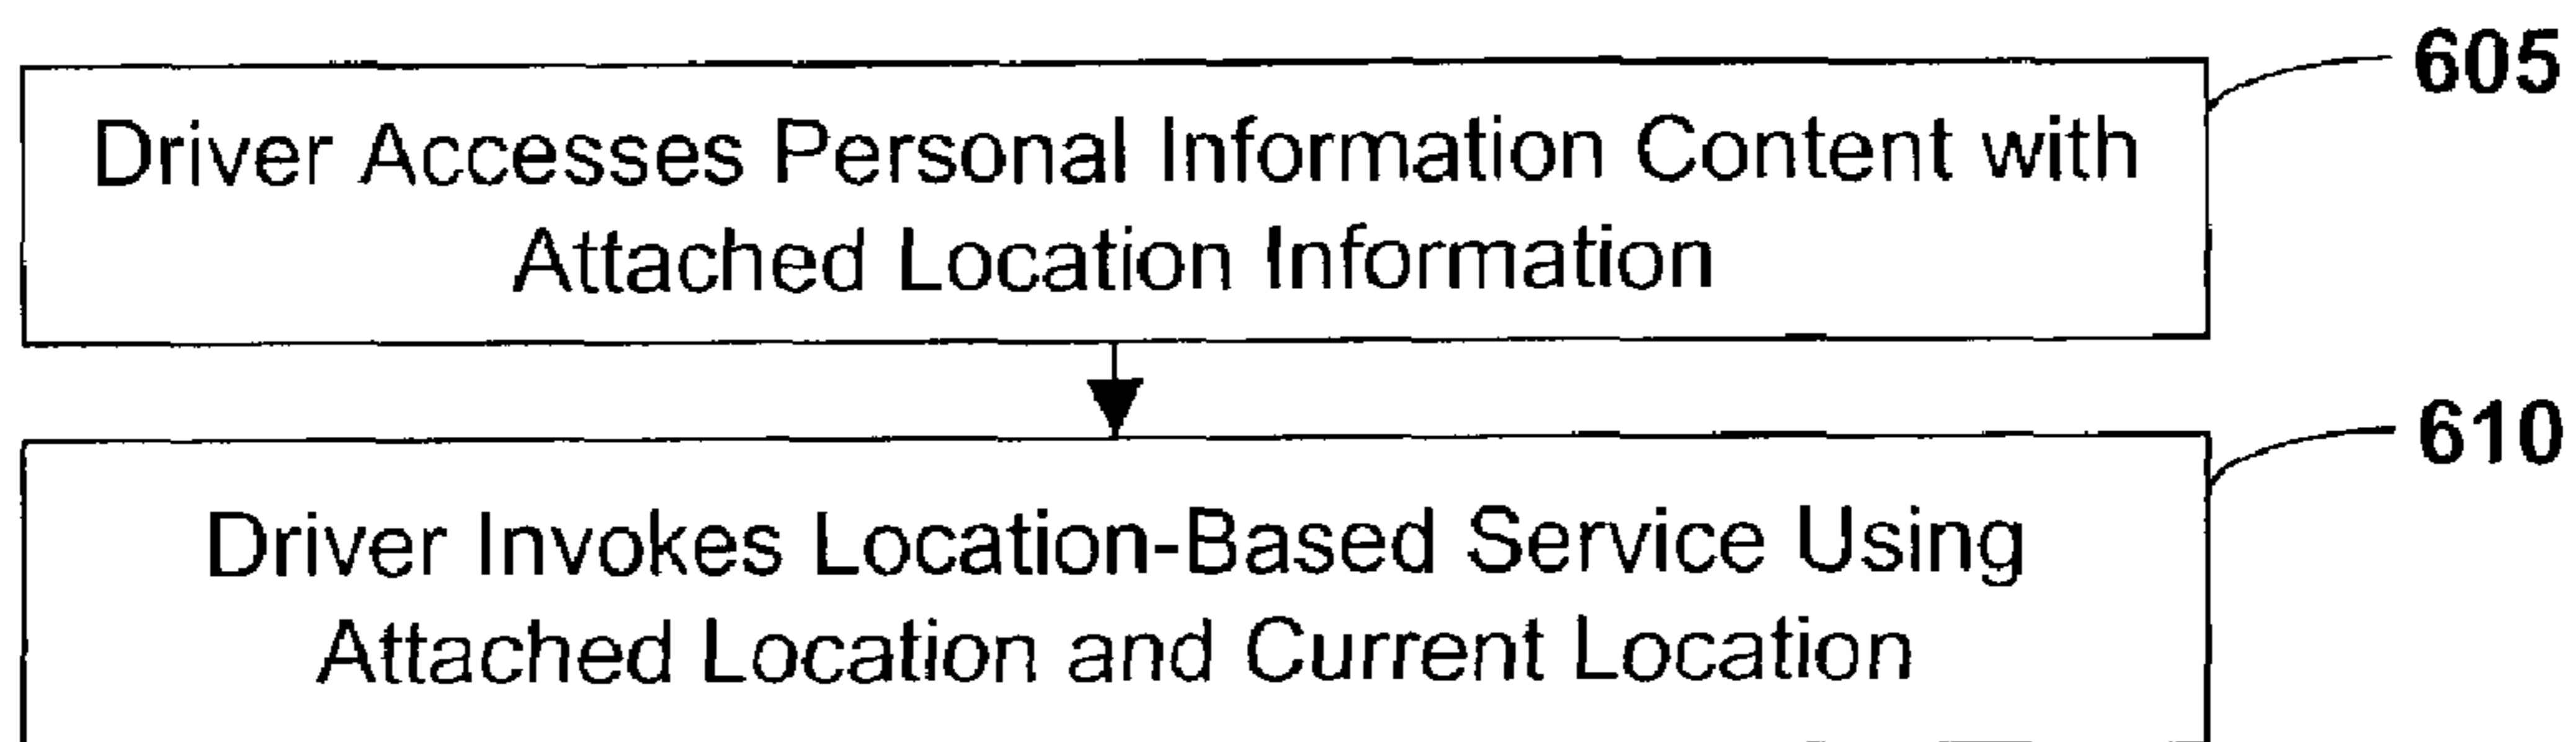 605
Driver Accesses Personal Information Content with
Attached Location Information
610
Driver Invokes Location-Based Service Using
Attached Location and Current Location